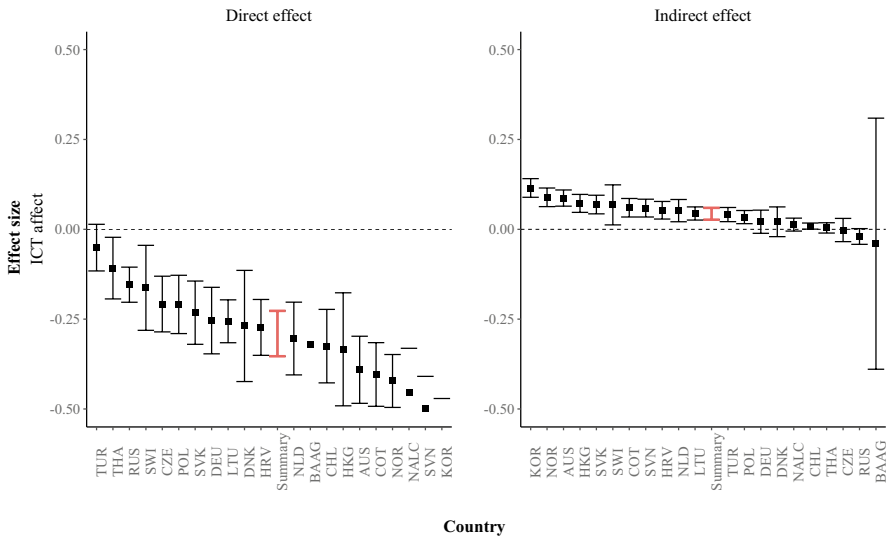 Direct effect
Indirect effect
0.50
0.25
0.00
-0.25
-0.50
0.50
0.25
0.00
-0.25
-0.50
Effect size
ICT affect
TUR
THA
RUS
SWI
CZE
POL
SVK
DEU
LTU
DNK
HRV
Summary
NLD
BAAG
CHL
HKG
AUS
COT
NOR
NALC
SVN
KOR
KOR
NOR
AUS
HKG
SVK
SWI
COT
SVN
HRV
NLD
LTU
Summary
TUR
POL
DEU
DNK
NALC
CHL
THA
CZE
RUS
BAAG
Country